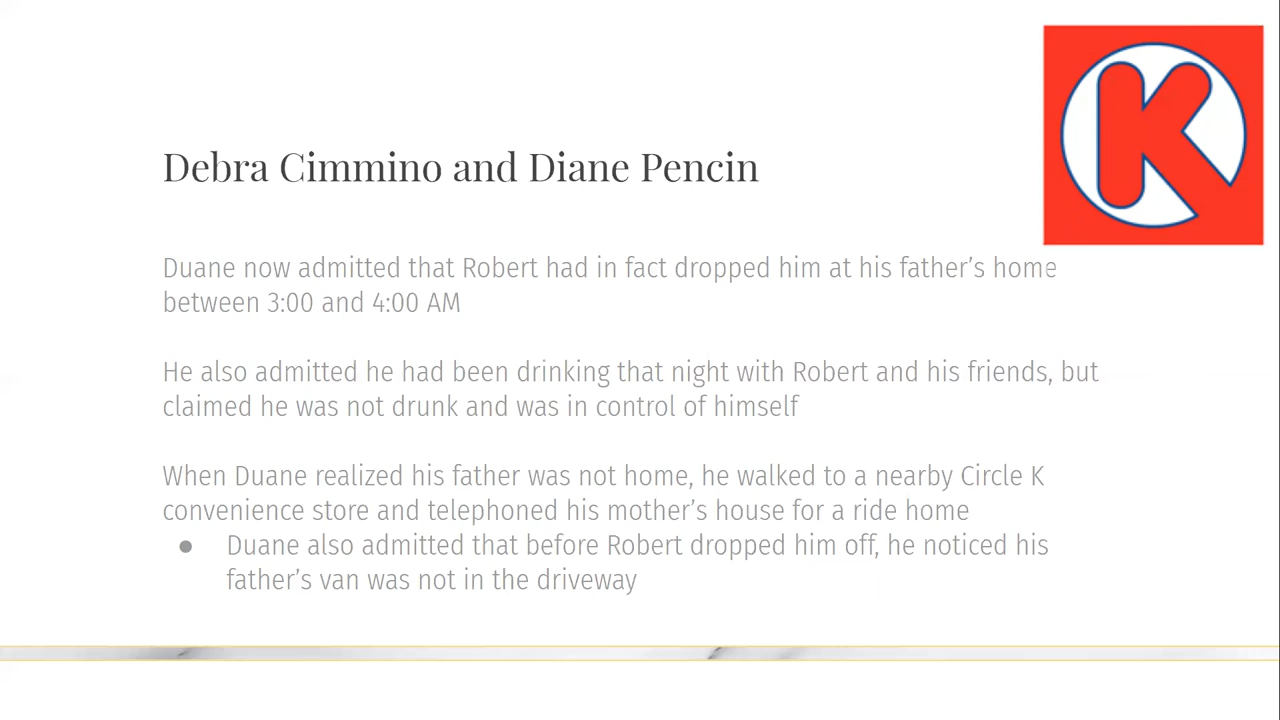 K
Debra Cimmino and Diane Pencin
Duane now admitted that Robert had in fact dropped him at his father’s home
between 3:00 and 4:00 AM
He also admitted he had been drinking that night with Robert and his friends, but
claimed he was not drunk and was in control of himself
When Duane realized his father was not home, he walked to a nearby Circle K
convenience store and telephoned his mother’s house for a ride home
● Duane also admitted that before Robert dropped him off, he noticed his
father’s van was not in the driveway